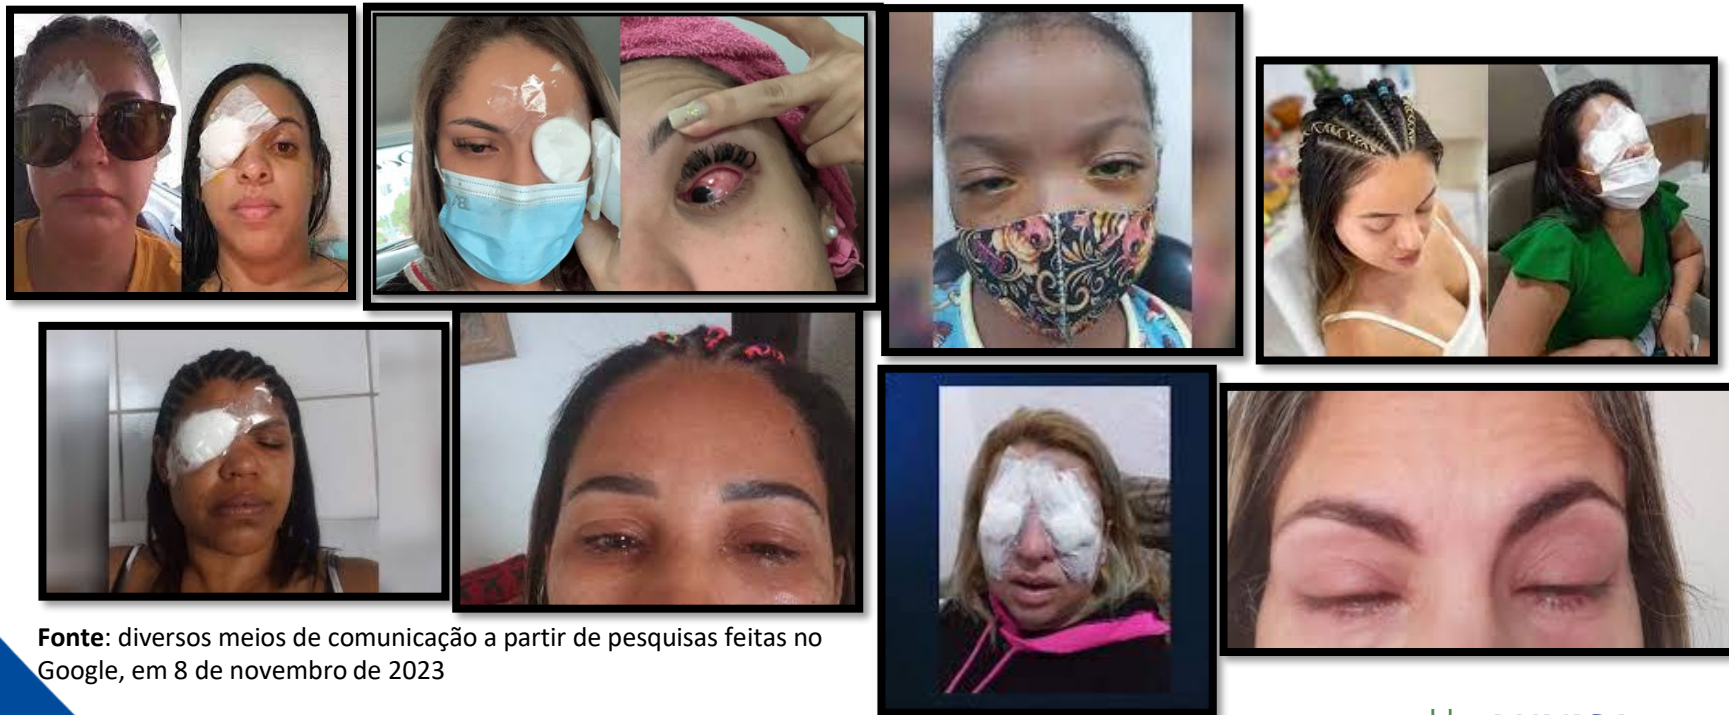 Fonte: diversos meios de comunicação a partir de pesquisas feitas no
Google, em 8 de novembro de 2023